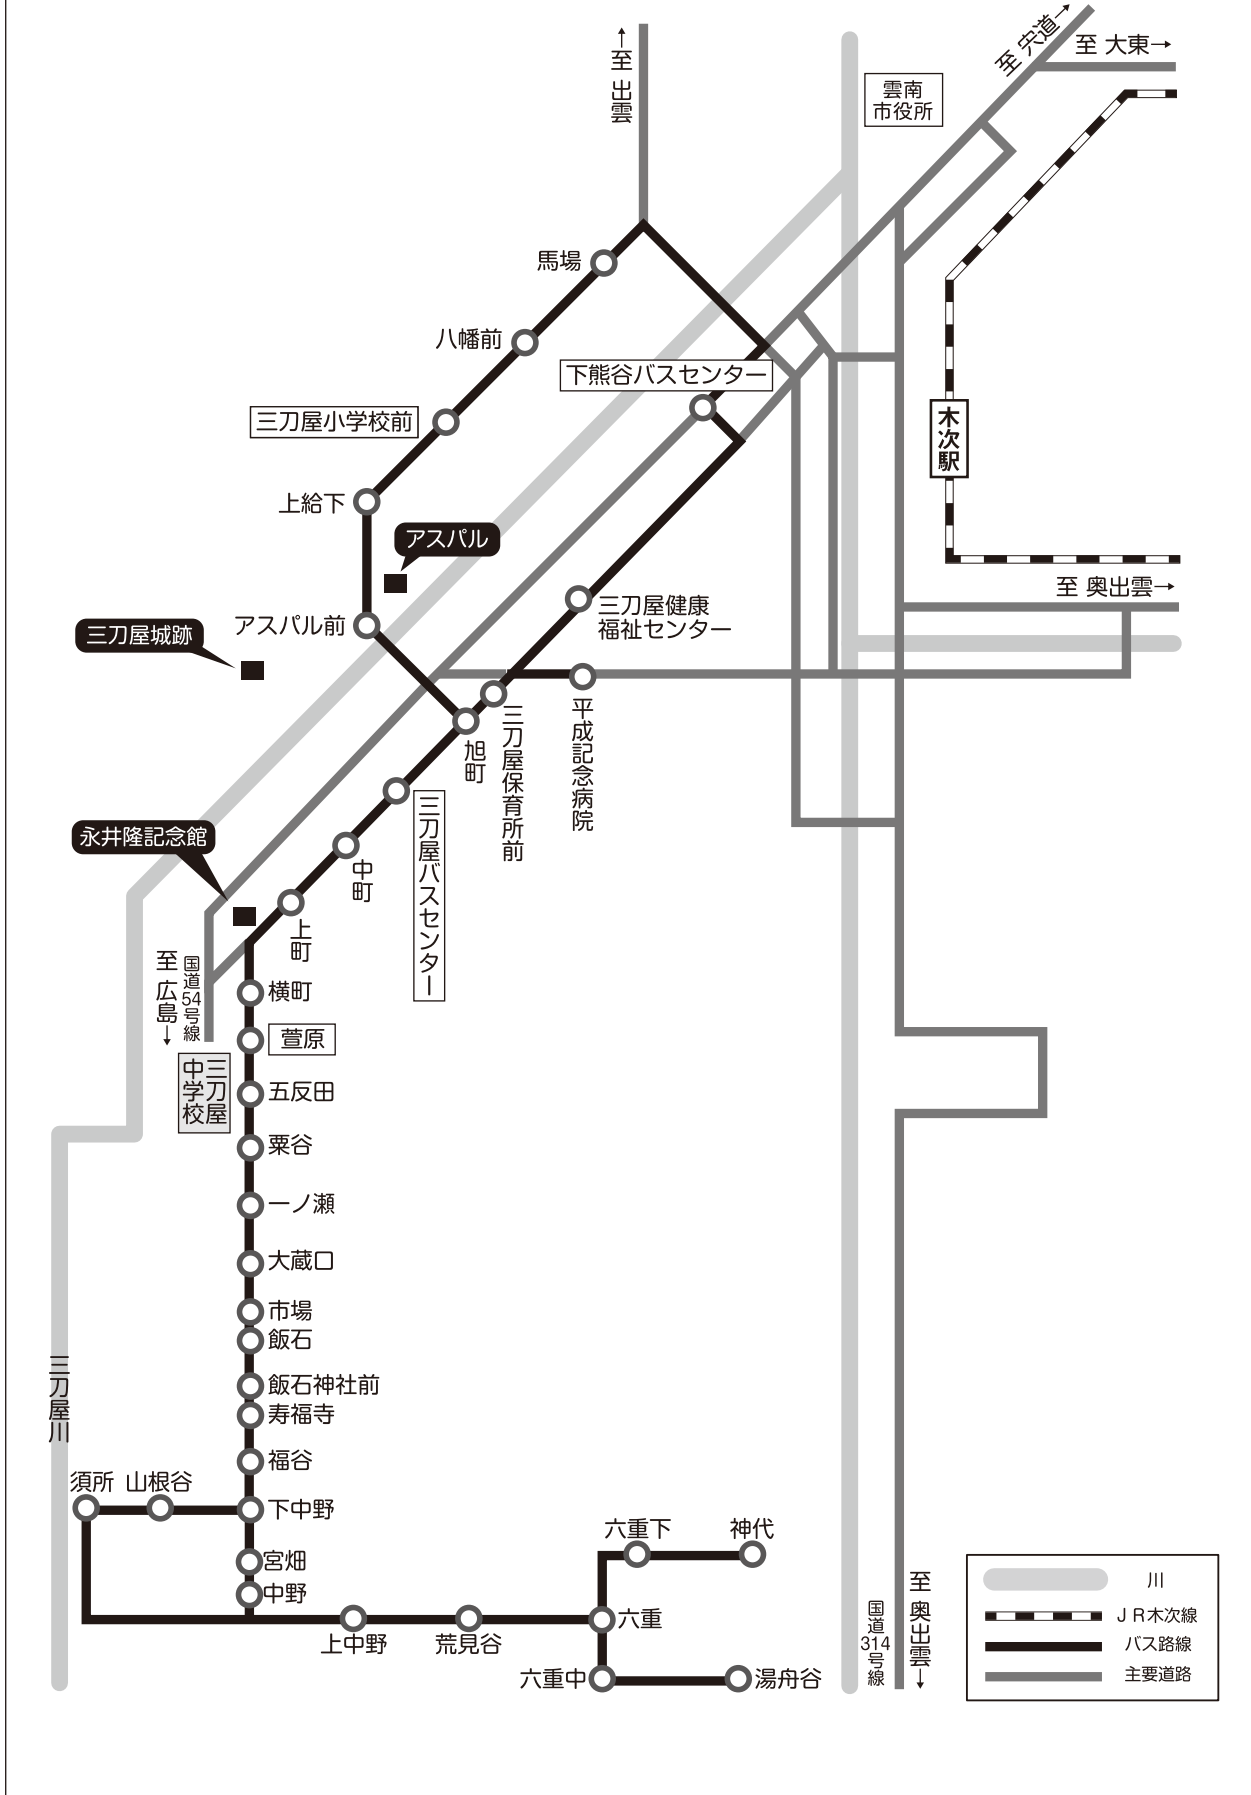 至 宍道→
至 大東→
←至 出雲
雲南
市役所
馬場
八幡前
下熊谷バスセンター
三刀屋小学校前
木次駅
上給下
アスパル
至 奥出雲→
三刀屋健康
福祉センター
アスパル前
三刀屋城跡
平成記念病院
三刀屋保育所前
旭町
三刀屋バスセンター
永井隆記念館
中町
上町
至 広島→
国道54号線
横町
萱原
三刀屋
中学校
五反田
粟谷
一ノ瀬
大蔵口
市場
飯石
三刀屋川
飯石神社前
寿福寺
福谷
須所
山根谷
下中野
六重下
神代
宮畑
中野
上中野
荒見谷
六重
六重中
湯舟谷
国道314号線
至 奥出雲→
川
JR木次線
バス路線
主要道路